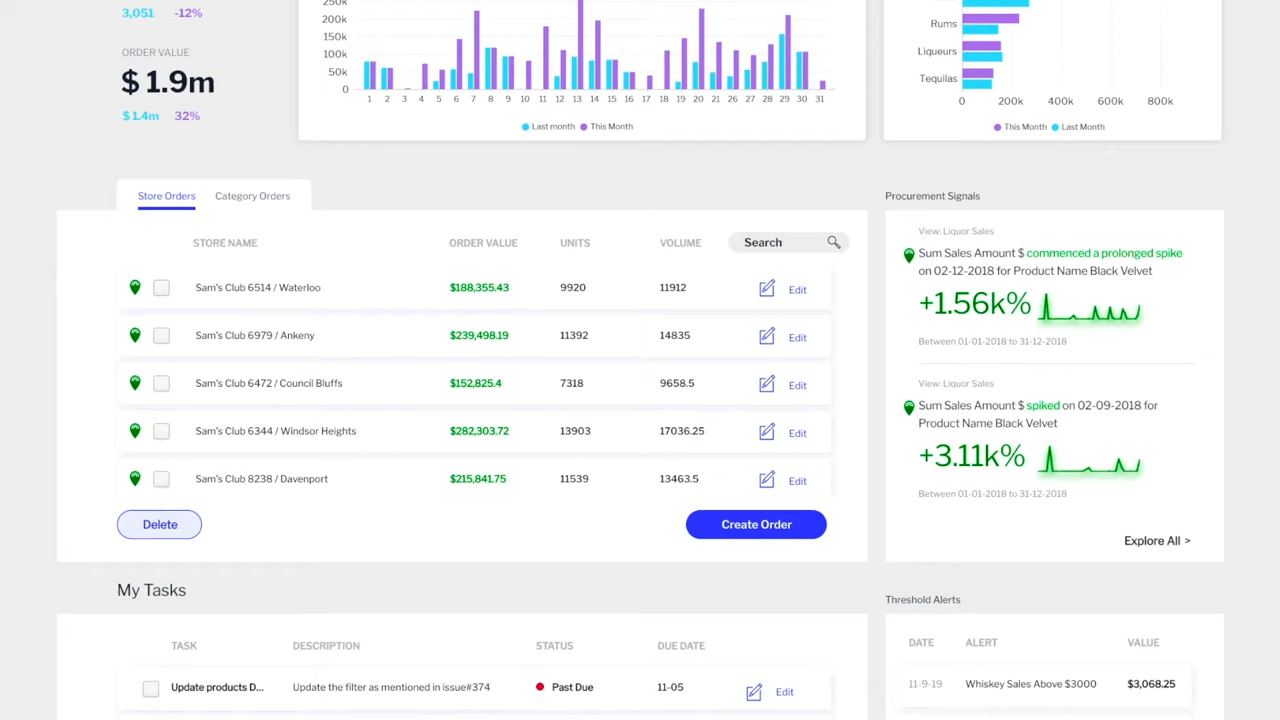 3,051 -12%
ORDER VALUE
$ 1.9m
$ 1.4m 32%
250k
200k
150k
100k
50k
0
1 2 3 4 5 6 7 8 9 10 11 12 13 14 15 16 17 18 19 20 21 26 27 28 29 30 31
Last month This Month
Rums
Liqueurs
Tequilas
0 200k 400k 600k 800k
This Month Last Month
Store Orders Category Orders
STORE NAME ORDER VALUE UNITS VOLUME Search
Sam's Club 6514 / Waterloo $188,355.43 9920 11912 Edit
Sam's Club 6979 / Ankeny $239,498.19 11392 14835 Edit
Sam's Club 6472 / Council Bluffs $152,825.4 7318 9658.5 Edit
Sam's Club 6344 / Windsor Heights $282,303.72 13903 17036.25 Edit
Sam's Club 8238 / Davenport $215,841.75 11539 13463.5 Edit
Delete Create Order
Procurement Signals
View: Liquor Sales
Sum Sales Amount $ commenced a prolonged spike
on 02-12-2018 for Product Name Black Velvet
+1.56k%
Between 01-01-2018 to 31-12-2018
View: Liquor Sales
Sum Sales Amount $ spiked on 02-09-2018 for
Product Name Black Velvet
+3.11k%
Between 01-01-2018 to 31-12-2018
Explore All >
My Tasks
TASK DESCRIPTION STATUS DUE DATE
Update products D... Update the filter as mentioned in issue#374 Past Due 11-05 Edit
Threshold Alerts
DATE ALERT VALUE
11-9-19 Whiskey Sales Above $3000 $3,068.25